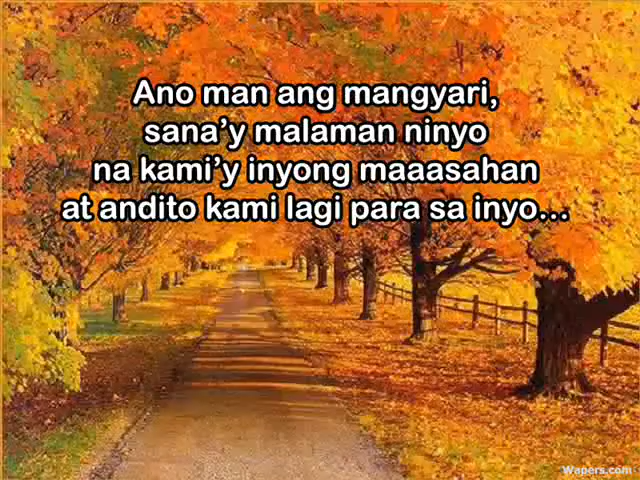 Ano man ang mangyari,
sana'y malaman ninyo
na kami'y inyong maaasahan
at andito kami lagi para sa inyo...
Wapers.com